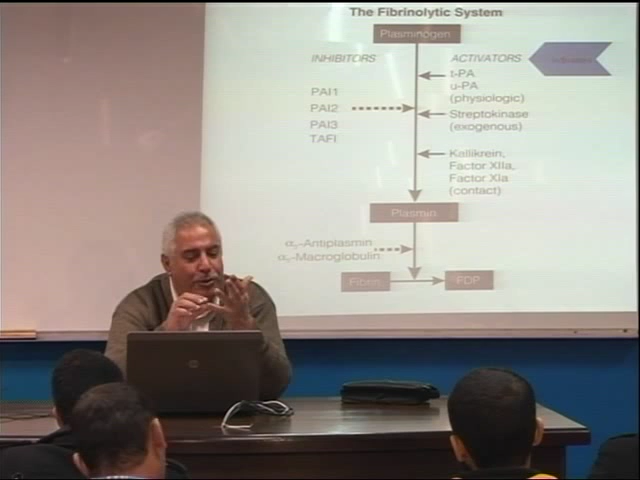 The Fibrinolytic System
Plasminogen
INHIBITORS
ACTIVATORS
t-PA
u-PA
(physiologic)
PAI1
PAI2
PAI3
TAFI
Streptokinase
(exogenous)
Kallikrein,
Factor XIIa,
Factor XIa
(contact)
Plasmin
α₂-Antiplasmin
α₂-Macroglobulin
Fibrin
FDP
hp